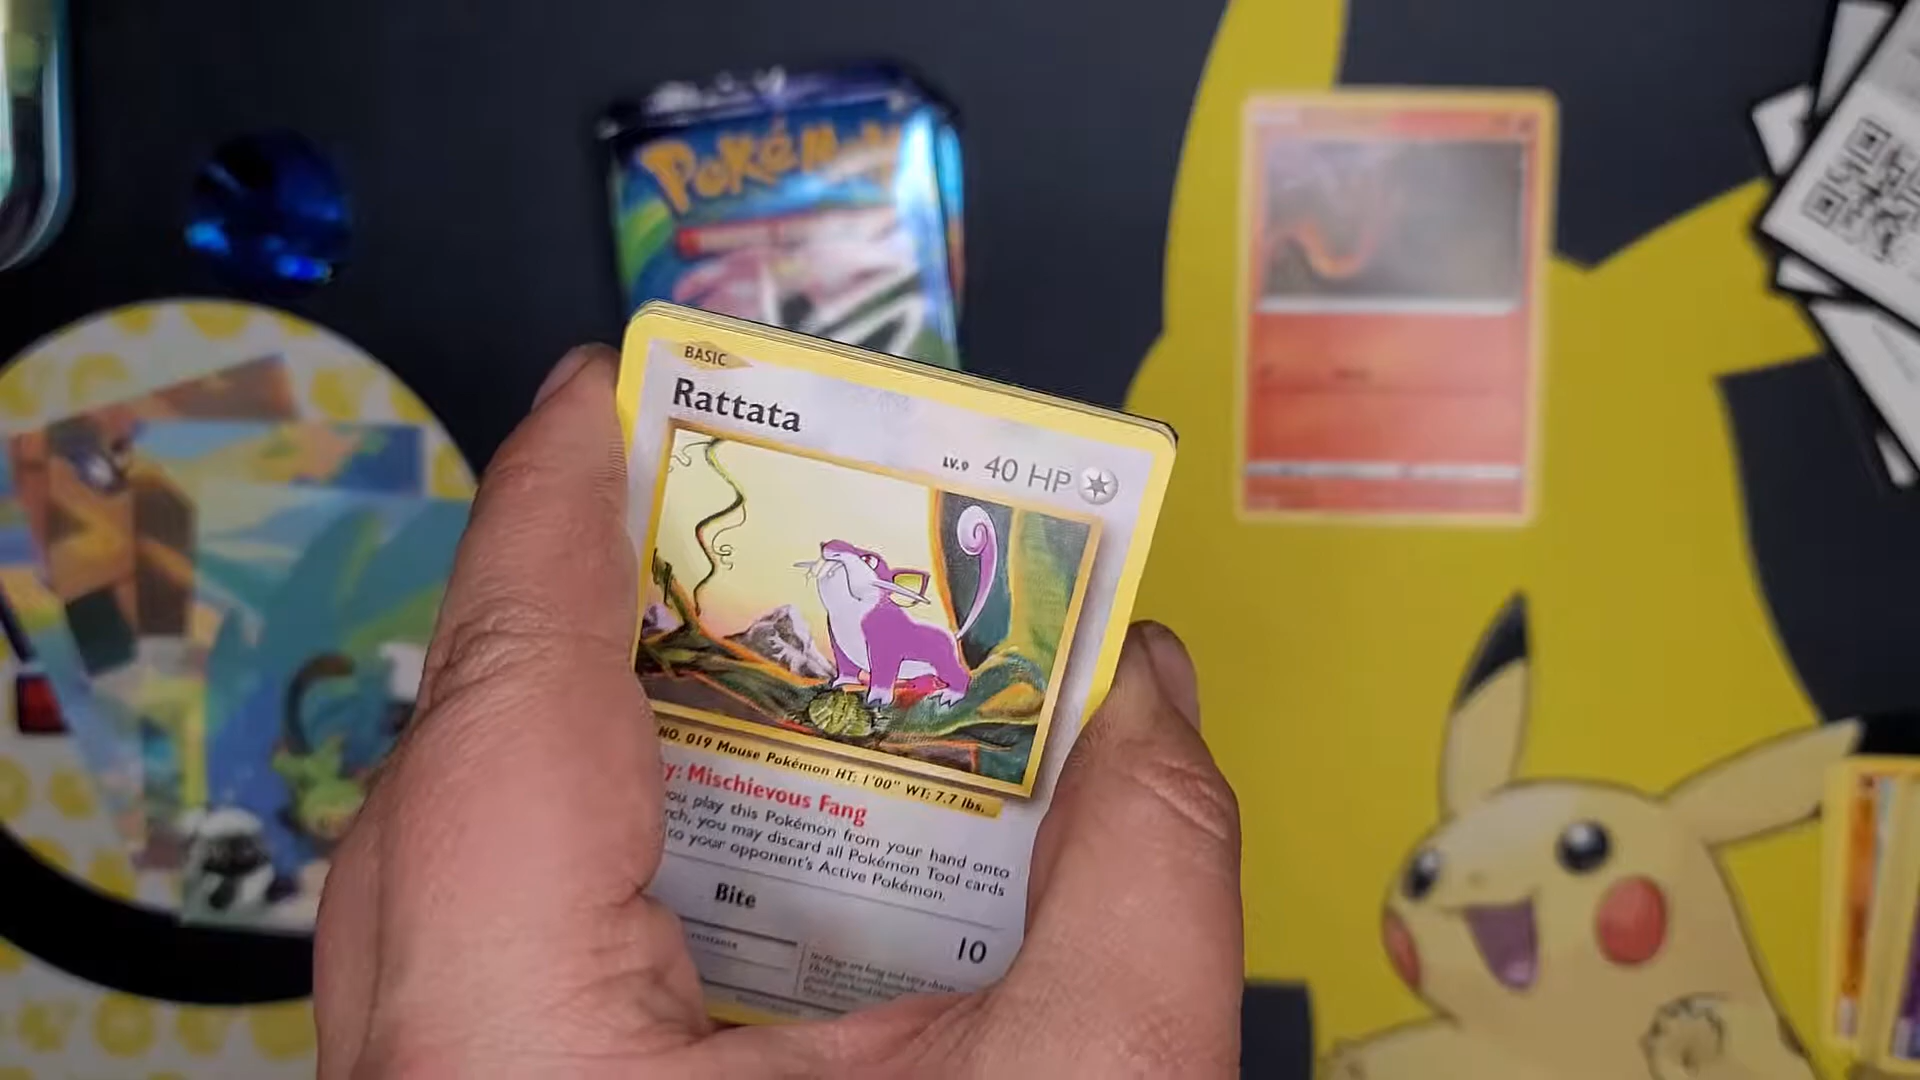 Pokémon
BASIC
Rattata
LV.9 40 HP
NO. 019 Mouse Pokémon HT: 1'00" WT: 7.7 lbs.
y: Mischievous Fang
ou play this Pokémon from your hand onto
ch, you may discard all Pokémon Tool cards
to your opponent's Active Pokémon.
Bite
10